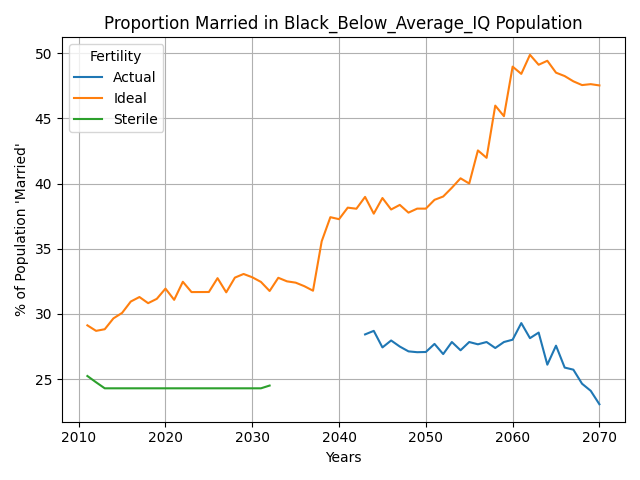 Proportion Married in Black_Below_Average_IQ Population
% of Population 'Married'
50
45
40
35
30
25
Fertility
Actual
Ideal
Sterile
2010 2020 2030 2040 2050 2060 2070
Years